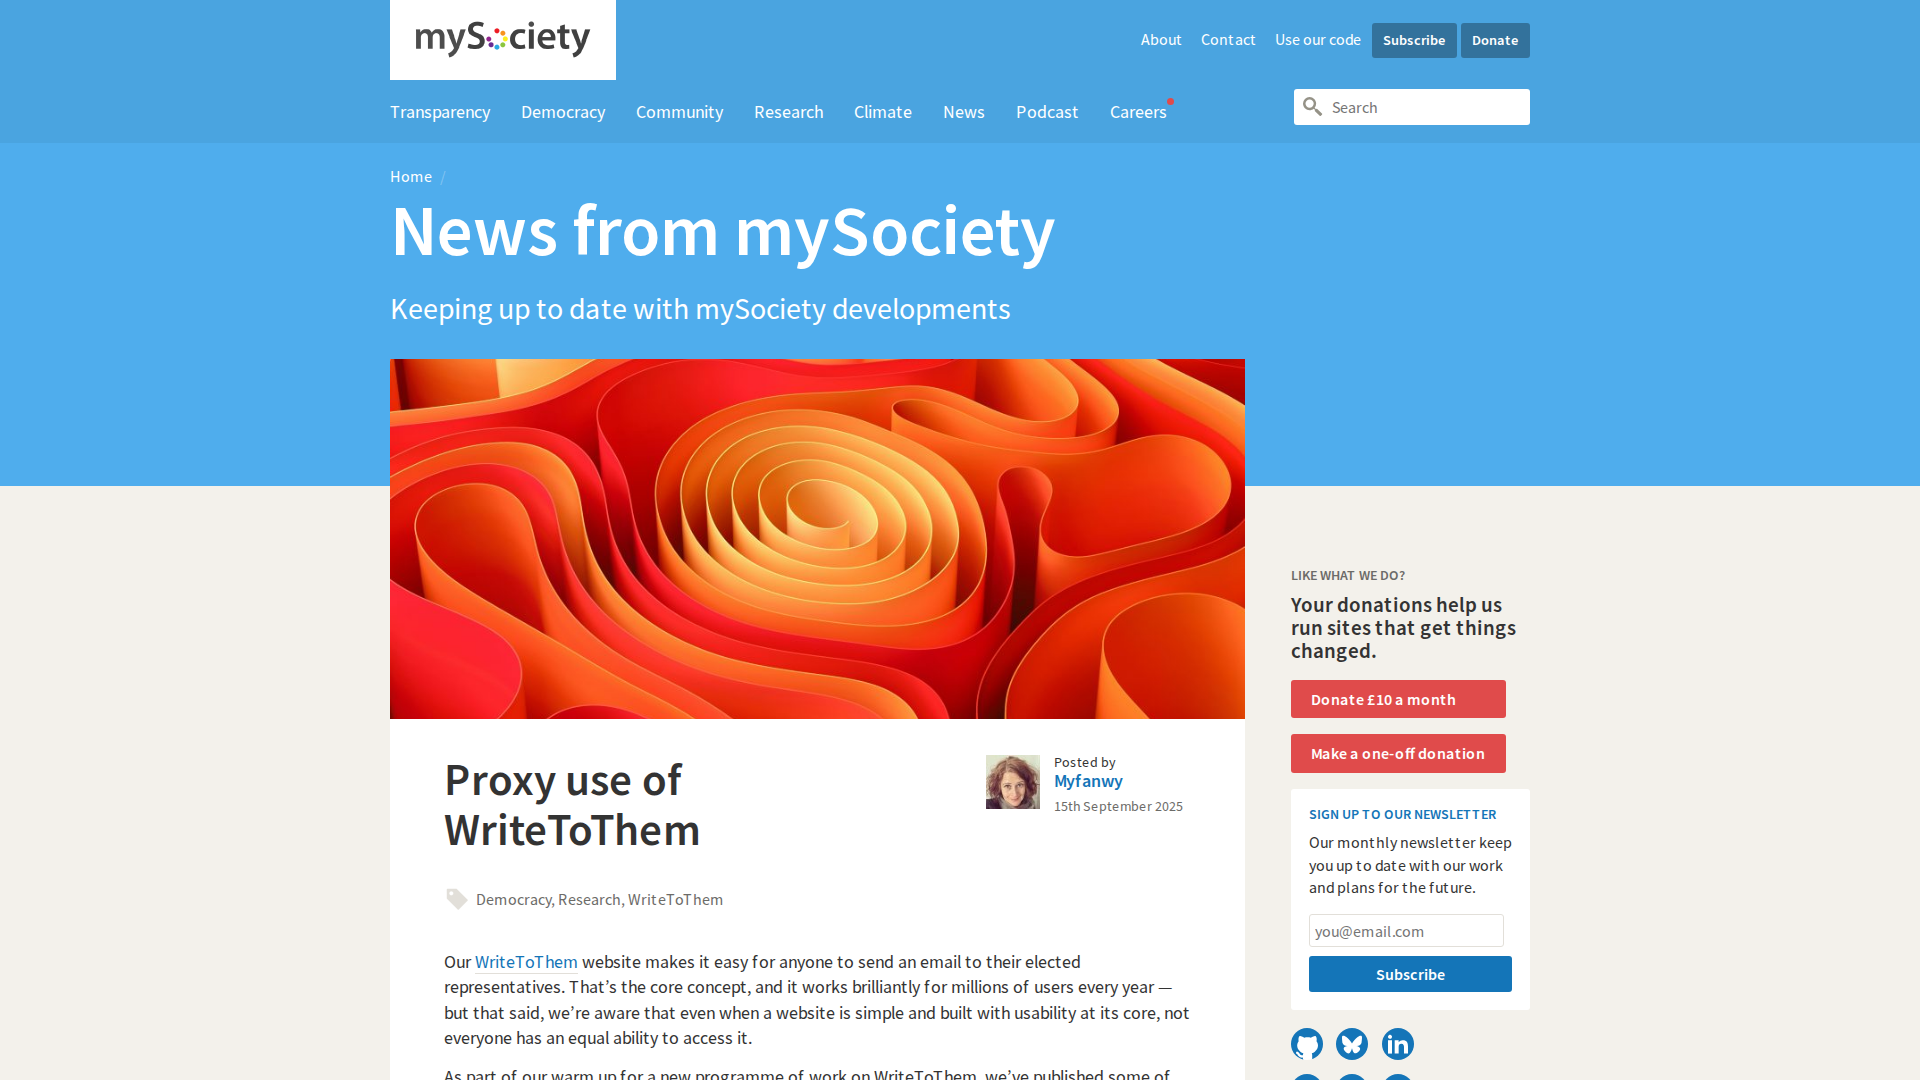 mySociety
About Contact Use our code Subscribe Donate
Transparency Democracy Community Research Climate News Podcast Careers
Search
Home /
News from mySociety
Keeping up to date with mySociety developments
Proxy use of
WriteToThem
Posted by
Myfanwy
15th September 2025
Democracy, Research, WriteToThem
Our WriteToThem website makes it easy for anyone to send an email to their elected
representatives. That’s the core concept, and it works brilliantly for millions of users every year —
but that said, we’re aware that even when a website is simple and built with usability at its core, not
everyone has an equal ability to access it.
As part of our warm up for a new programme of work on WriteToThem, we’ve published some of
LIKE WHAT WE DO?
Your donations help us
run sites that get things
changed.
Donate £10 a month
Make a one-off donation
SIGN UP TO OUR NEWSLETTER
Our monthly newsletter keep
you up to date with our work
and plans for the future.
you@email.com
Subscribe
in